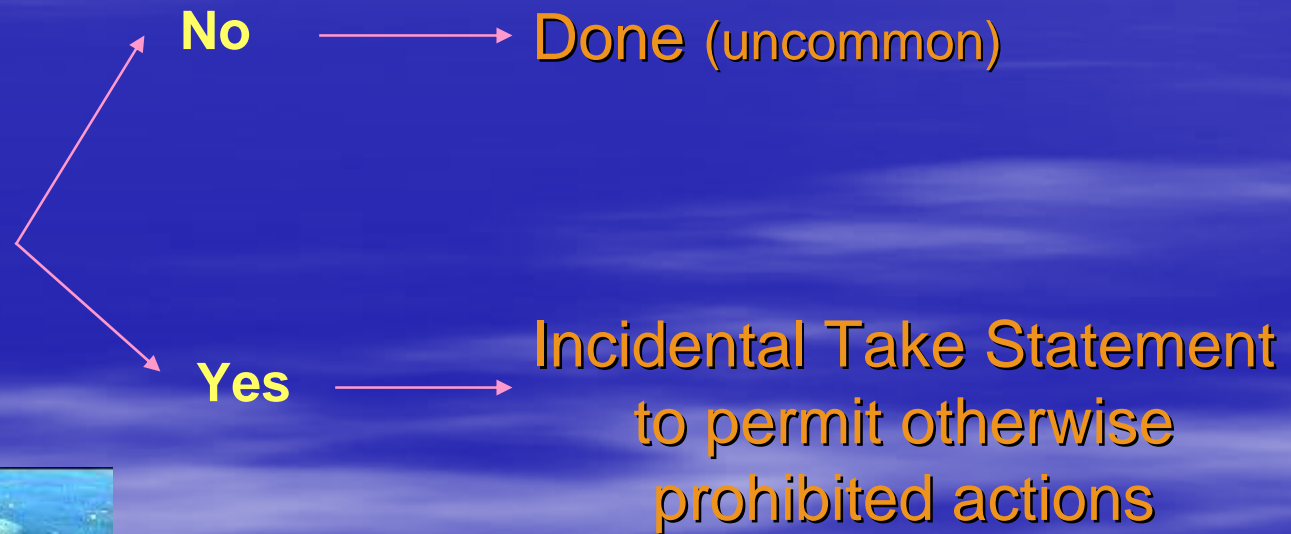 No
Done (uncommon)
Yes
Incidental Take Statement
to permit otherwise
prohibited actions